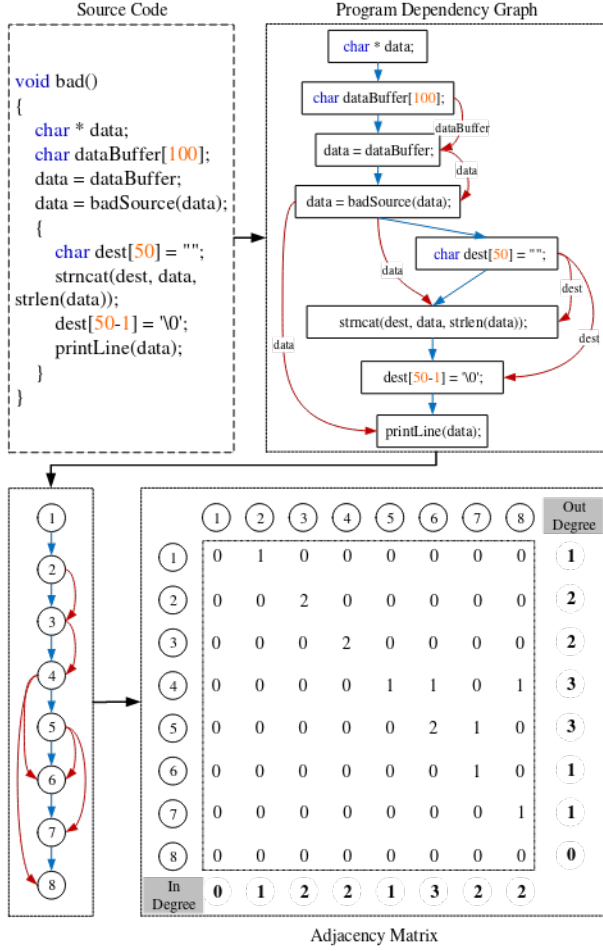 Source Code
void bad()
{
char * data;
char dataBuffer[100];
data = dataBuffer;
data = badSource(data);
{
char dest[50] = "";
strncat(dest, data,
strlen(data));
dest[50-1] = '\0';
printLine(data);
}
}
Program Dependency Graph
char * data;
char dataBuffer[100];
dataBuffer
data = dataBuffer;
data
data = badSource(data);
char dest[50] = "";
data
dest
strncat(dest, data, strlen(data));
dest
data
dest[50-1] = '\0';
printLine(data);
1
2
3
4
5
6
7
8
1 2 3 4 5 6 7 8 Out
Degree
1 0 1 0 0 0 0 0 0 1
2 0 0 2 0 0 0 0 0 2
3 0 0 0 2 0 0 0 0 2
4 0 0 0 0 1 1 0 1 3
5 0 0 0 0 0 2 1 0 3
6 0 0 0 0 0 0 1 0 1
7 0 0 0 0 0 0 0 1 1
8 0 0 0 0 0 0 0 0 0
In
Degree 0 1 2 2 1 3 2 2
Adjacency Matrix